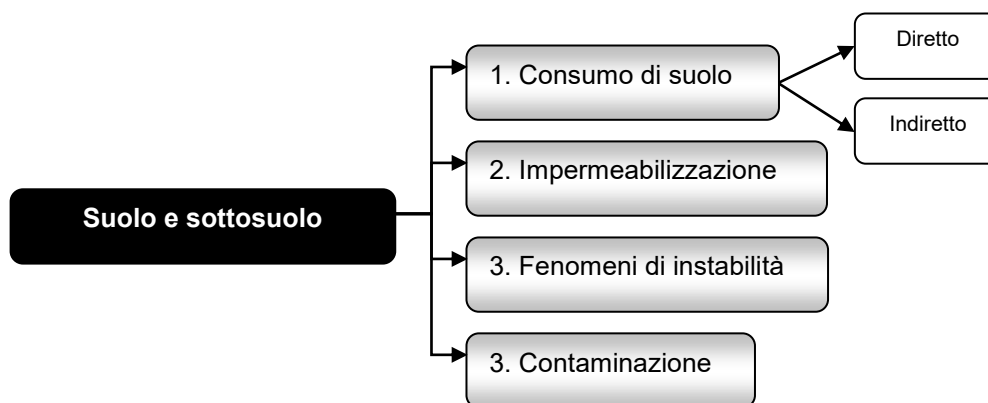 Suolo e sottosuolo
1. Consumo di suolo
Diretto
Indiretto
2. Impermeabilizzazione
3. Fenomeni di instabilità
3. Contaminazione